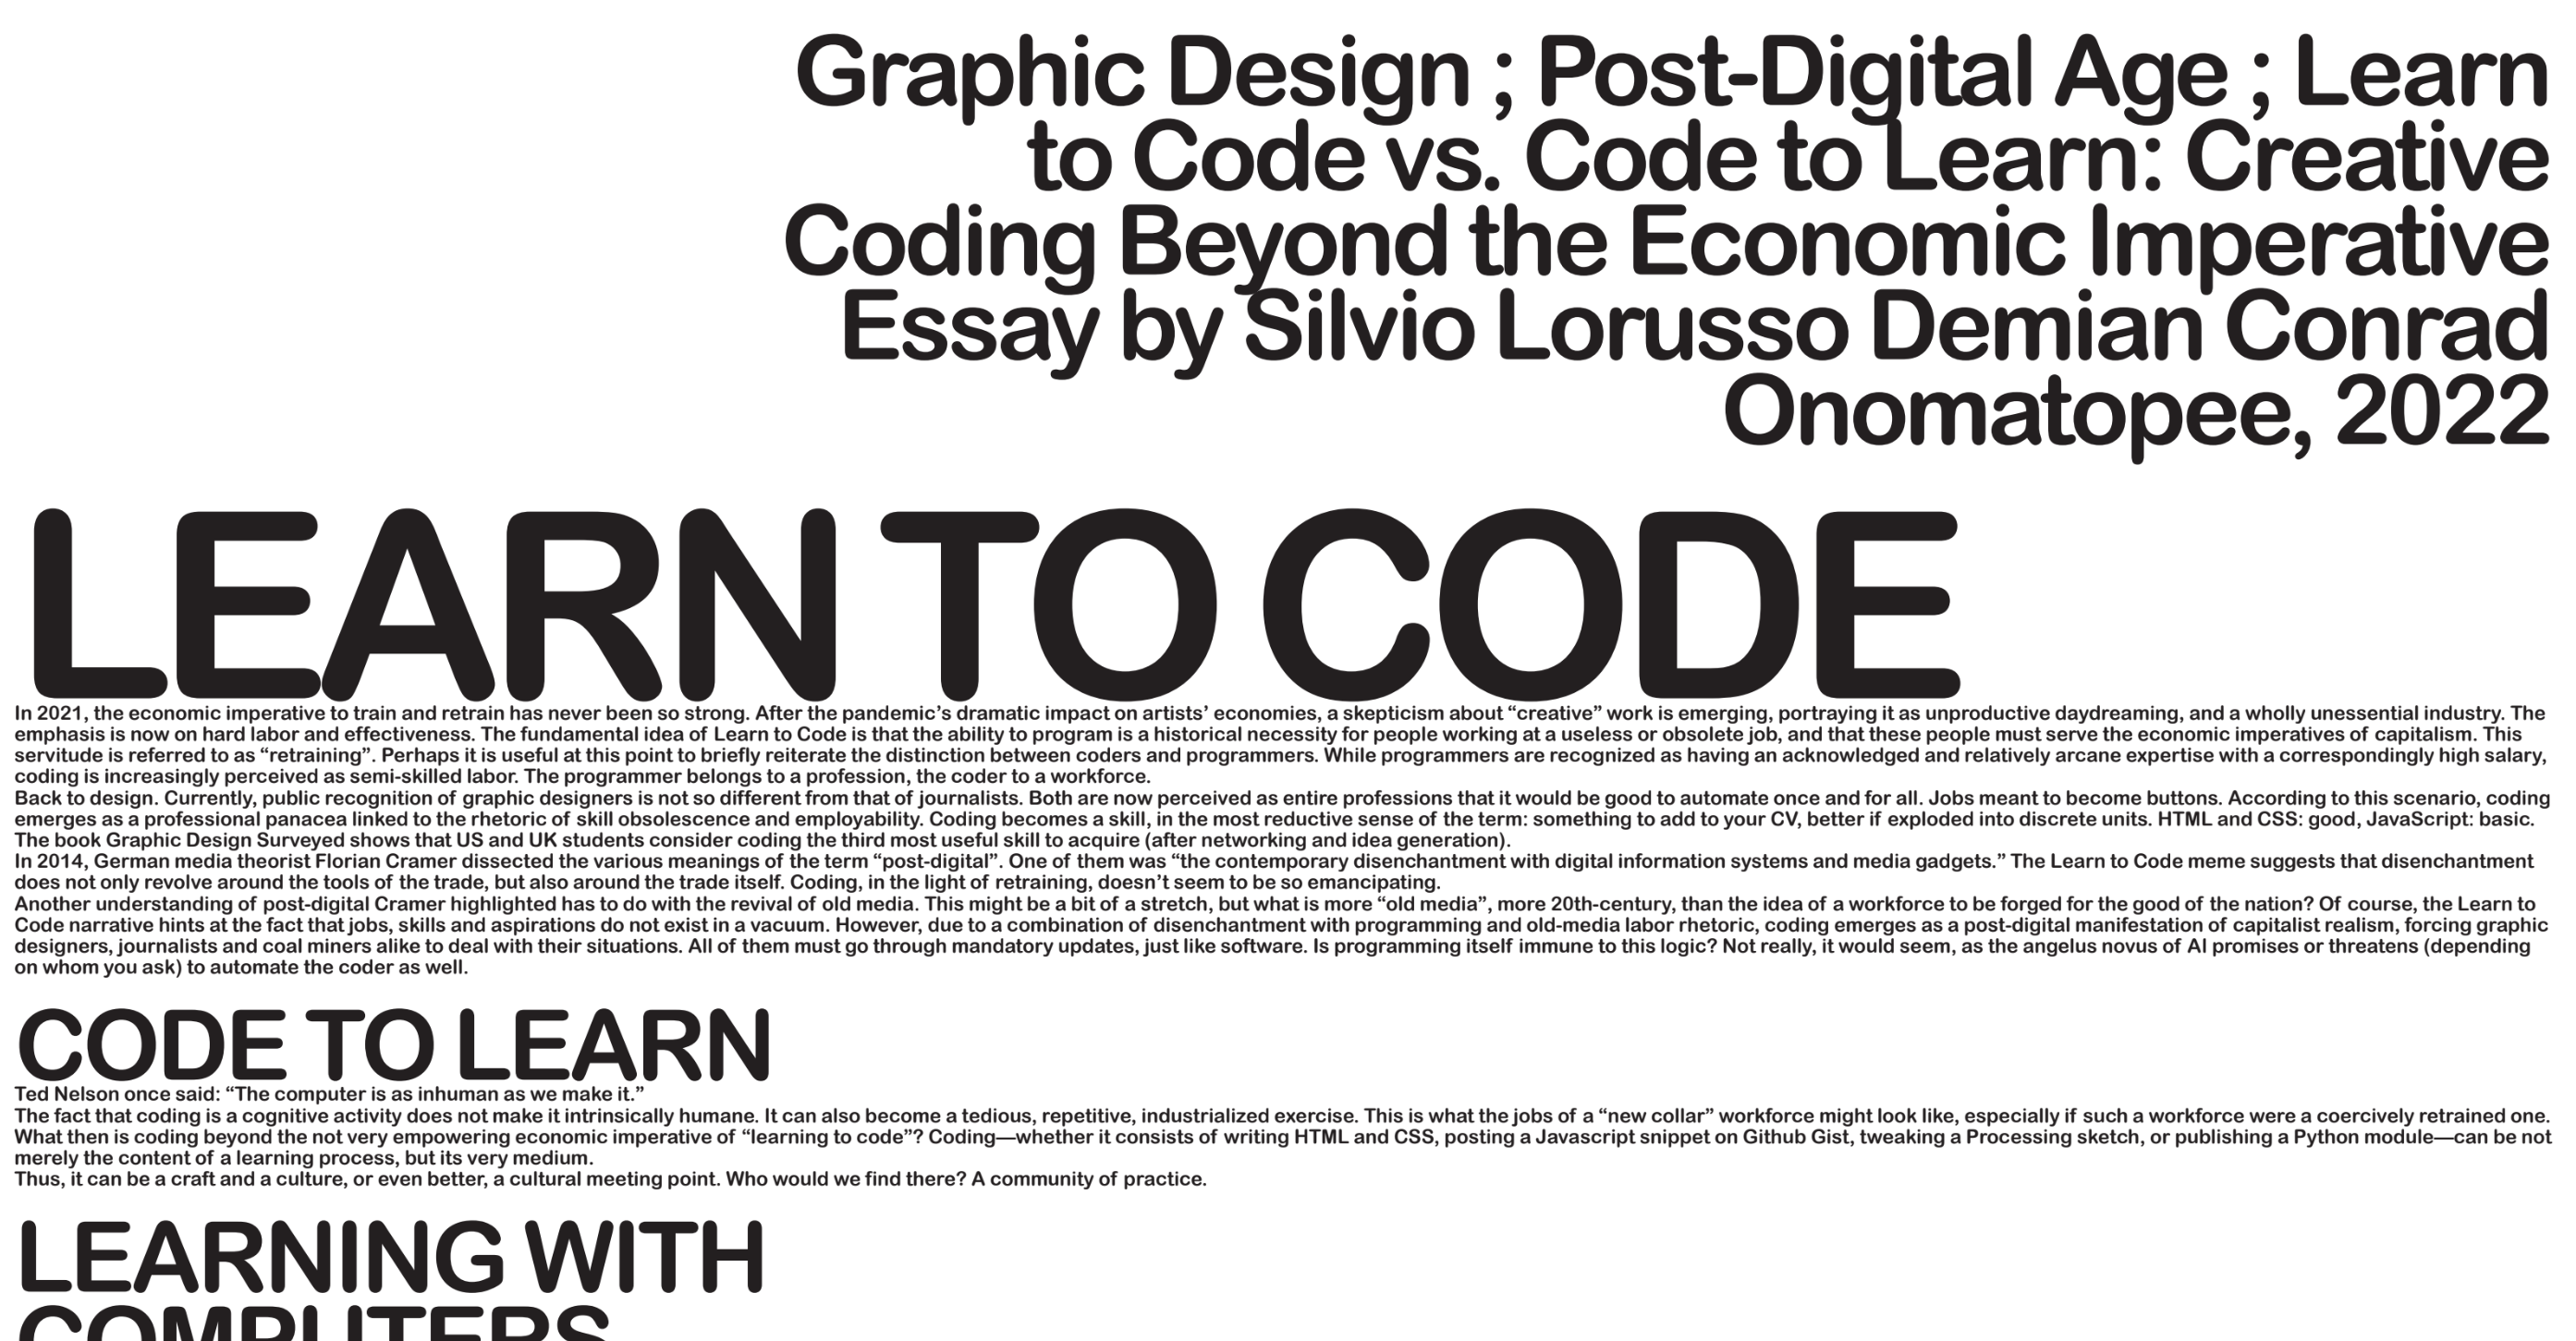 Graphic Design ; Post-Digital Age ; Learn
to Code vs. Code to Learn: Creative
Coding Beyond the Economic Imperative
Essay by Silvio Lorusso Demian Conrad
Onomatopee, 2022
LEARN TO CODE
In 2021, the economic imperative to train and retrain has never been so strong. After the pandemic’s dramatic impact on artists’ economies, a skepticism about “creative” work is emerging, portraying it as unproductive daydreaming, and a wholly unessential industry. The
emphasis is now on hard labor and effectiveness. The fundamental idea of Learn to Code is that the ability to program is a historical necessity for people working at a useless or obsolete job, and that these people must serve the economic imperatives of capitalism. This
servitude is referred to as “retraining”. Perhaps it is useful at this point to briefly reiterate the distinction between coders and programmers. While programmers are recognized as having an acknowledged and relatively arcane expertise with a correspondingly high salary,
coding is increasingly perceived as semi-skilled labor. The programmer belongs to a profession, the coder to a workforce.
Back to design. Currently, public recognition of graphic designers is not so different from that of journalists. Both are now perceived as entire professions that it would be good to automate once and for all. Jobs meant to become buttons. According to this scenario, coding
emerges as a professional panacea linked to the rhetoric of skill obsolescence and employability. Coding becomes a skill, in the most reductive sense of the term: something to add to your CV, better if exploded into discrete units. HTML and CSS: good, JavaScript: basic.
The book Graphic Design Surveyed shows that US and UK students consider coding the third most useful skill to acquire (after networking and idea generation).
In 2014, German media theorist Florian Cramer dissected the various meanings of the term “post-digital”. One of them was “the contemporary disenchantment with digital information systems and media gadgets.” The Learn to Code meme suggests that disenchantment
does not only revolve around the tools of the trade, but also around the trade itself. Coding, in the light of retraining, doesn’t seem to be so emancipating.
Another understanding of post-digital Cramer highlighted has to do with the revival of old media. This might be a bit of a stretch, but what is more “old media”, more 20th-century, than the idea of a workforce to be forged for the good of the nation? Of course, the Learn to
Code narrative hints at the fact that jobs, skills and aspirations do not exist in a vacuum. However, due to a combination of disenchantment with programming and old-media labor rhetoric, coding emerges as a post-digital manifestation of capitalist realism, forcing graphic
designers, journalists and coal miners alike to deal with their situations. All of them must go through mandatory updates, just like software. Is programming itself immune to this logic? Not really, it would seem, as the angelus novus of AI promises or threatens (depending
on whom you ask) to automate the coder as well.
CODE TO LEARN
Ted Nelson once said: “The computer is as inhuman as we make it.”
The fact that coding is a cognitive activity does not make it intrinsically humane. It can also become a tedious, repetitive, industrialized exercise. This is what the jobs of a “new collar” workforce might look like, especially if such a workforce were a coercively retrained one.
What then is coding beyond the not very empowering economic imperative of “learning to code”? Coding—whether it consists of writing HTML and CSS, posting a Javascript snippet on Github Gist, tweaking a Processing sketch, or publishing a Python module—can be not
merely the content of a learning process, but its very medium.
Thus, it can be a craft and a culture, or even better, a cultural meeting point. Who would we find there? A community of practice.
LEARNING WITH
COMPUTERS